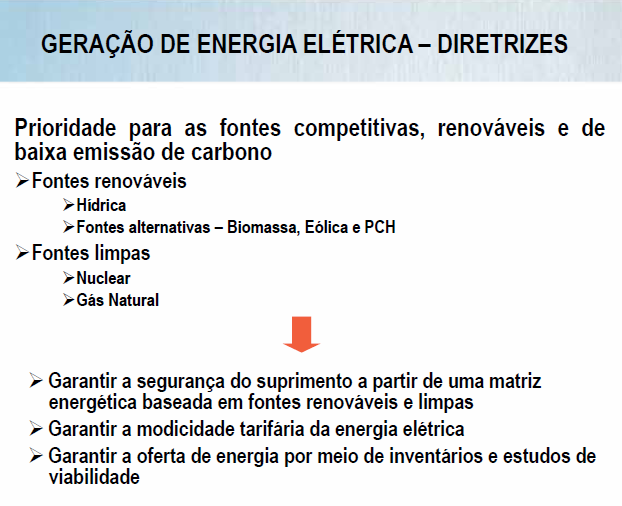 GERAÇÃO DE ENERGIA ELÉTRICA – DIRETRIZES
Prioridade para as fontes competitivas, renováveis e de
baixa emissão de carbono
➢Fontes renováveis
➢Hídrica
➢Fontes alternativas – Biomassa, Eólica e PCH
➢Fontes limpas
➢Nuclear
➢Gás Natural
➢ Garantir a segurança do suprimento a partir de uma matriz
energética baseada em fontes renováveis e limpas
➢ Garantir a modicidade tarifária da energia elétrica
➢ Garantir a oferta de energia por meio de inventários e estudos de
viabilidade